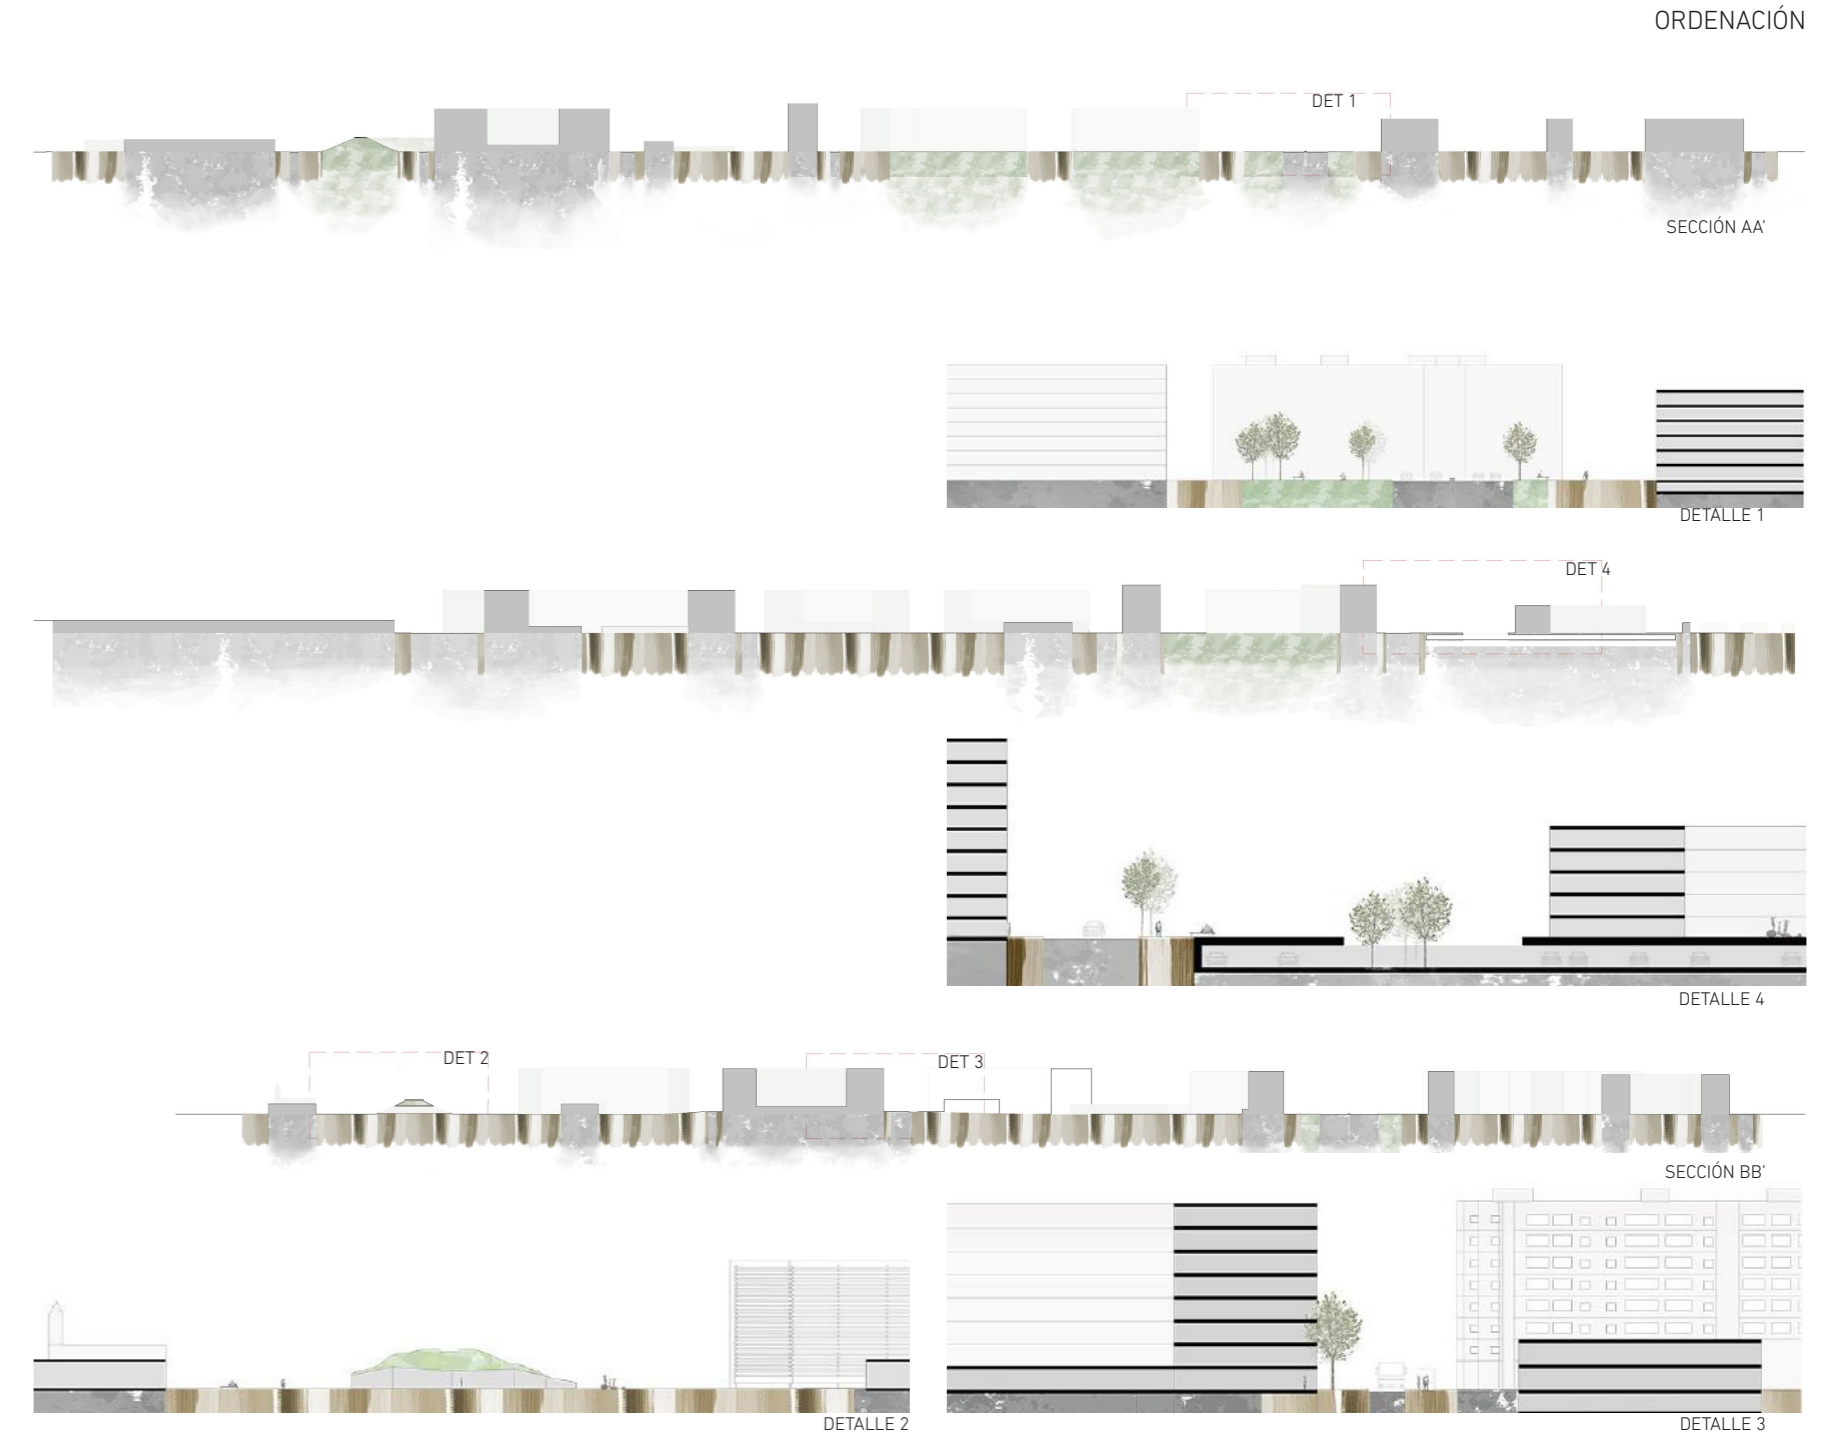 ORDENACIÓN
DET 1
SECCIÓN AA'
DETALLE 1
DET 4
DETALLE 4
DET 2
DET 3
SECCIÓN BB'
DETALLE 2
DETALLE 3